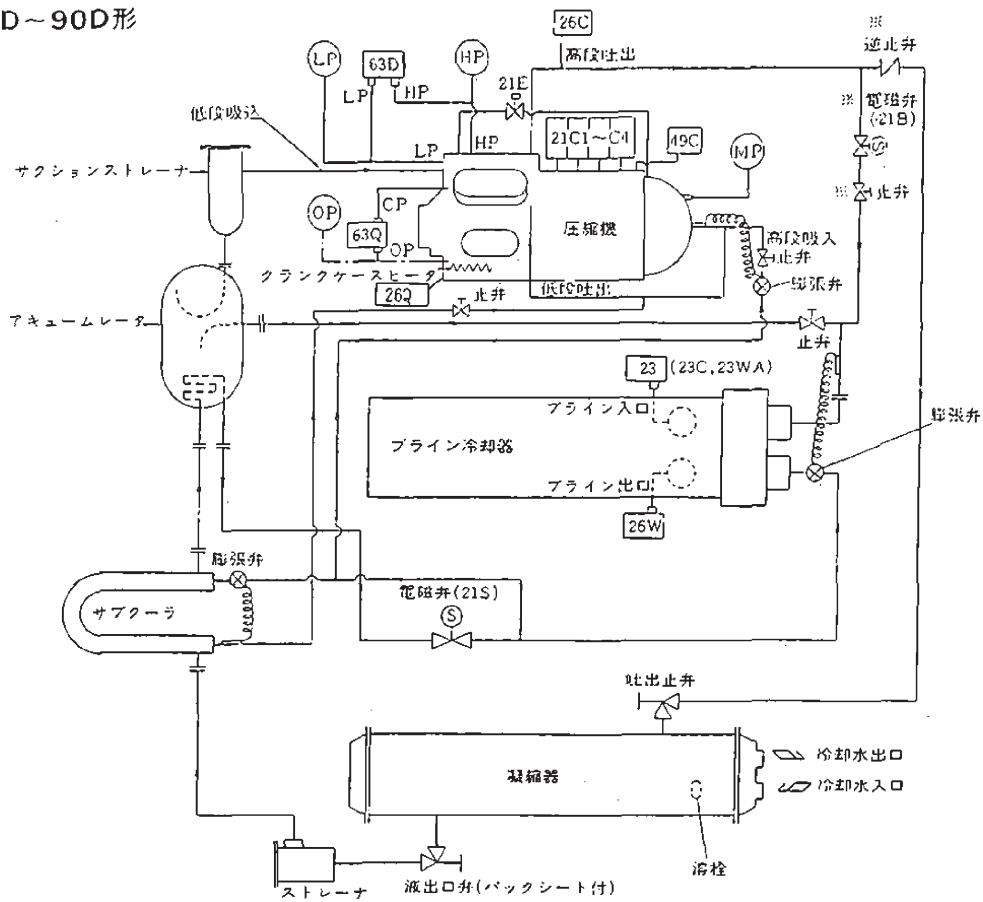 D～90D形
26C
※
逆止弁
LP
63D
HP
高段吐出
21E
LP
HP
※ 電磁弁
(21B)
低段吸込
21C1～C4
49C
LP
HP
MP
S
サクションストレーナ
※
止弁
OP
CP
圧縮機
63Q
高段吸入
OP
止弁
クランクケースヒータ
膨張弁
26Q
止弁
低段吐出
アキュームレータ
止弁
23
(23C,23WA)
ブライン入口
膨張弁
ブライン冷却器
ブライン出口
26W
膨張弁
電磁弁(21S)
サブクーラ
S
吐出止弁
冷却水出口
凝縮器
冷却水入口
溶栓
ストレーナ
液出口弁(バックシート付)